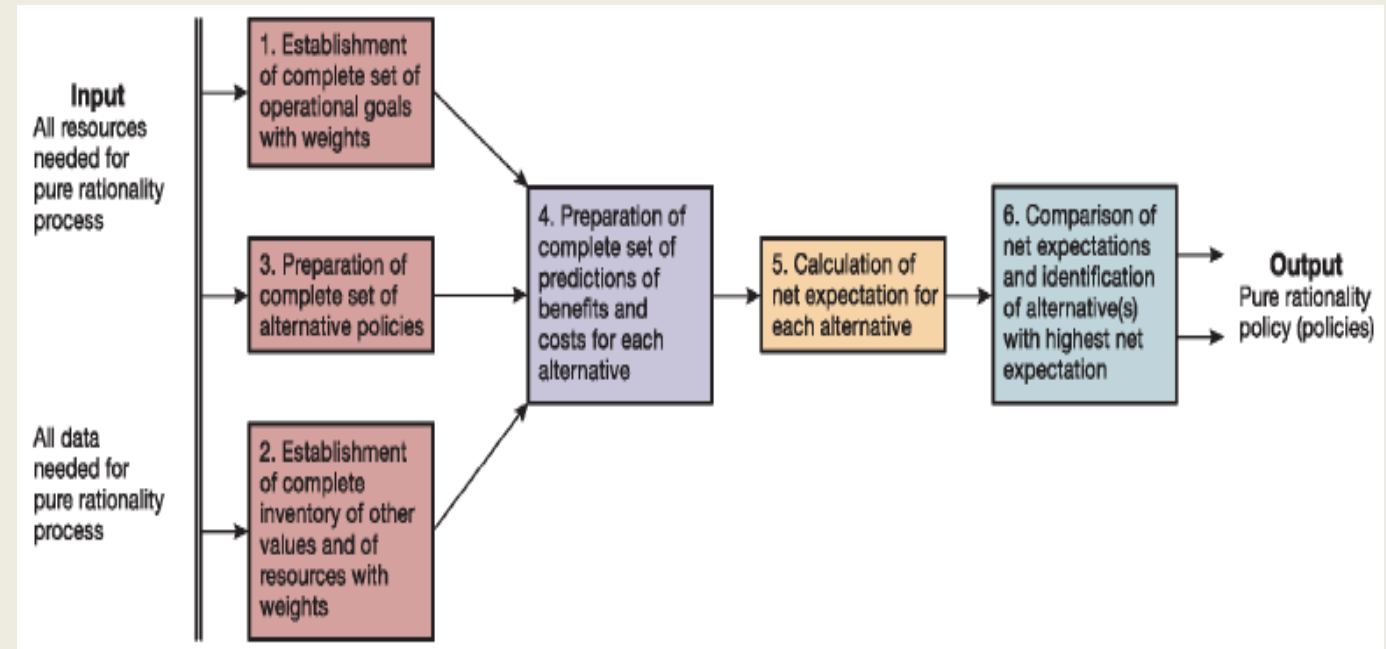 Input
All resources
needed for
pure rationality
process
All data
needed for
pure rationality
process
1. Establishment
of complete set of
operational goals
with weights
3. Preparation of
complete set of
alternative policies
2. Establishment
of complete
inventory of other
values and of
resources with
weights
4. Preparation of
complete set of
predictions of
benefits and
costs for each
alternative
5. Calculation of
net expectation for
each alternative
6. Comparison of
net expectations
and identification
of alternative(s)
with highest net
expectation
Output
Pure rationality
policy (policies)